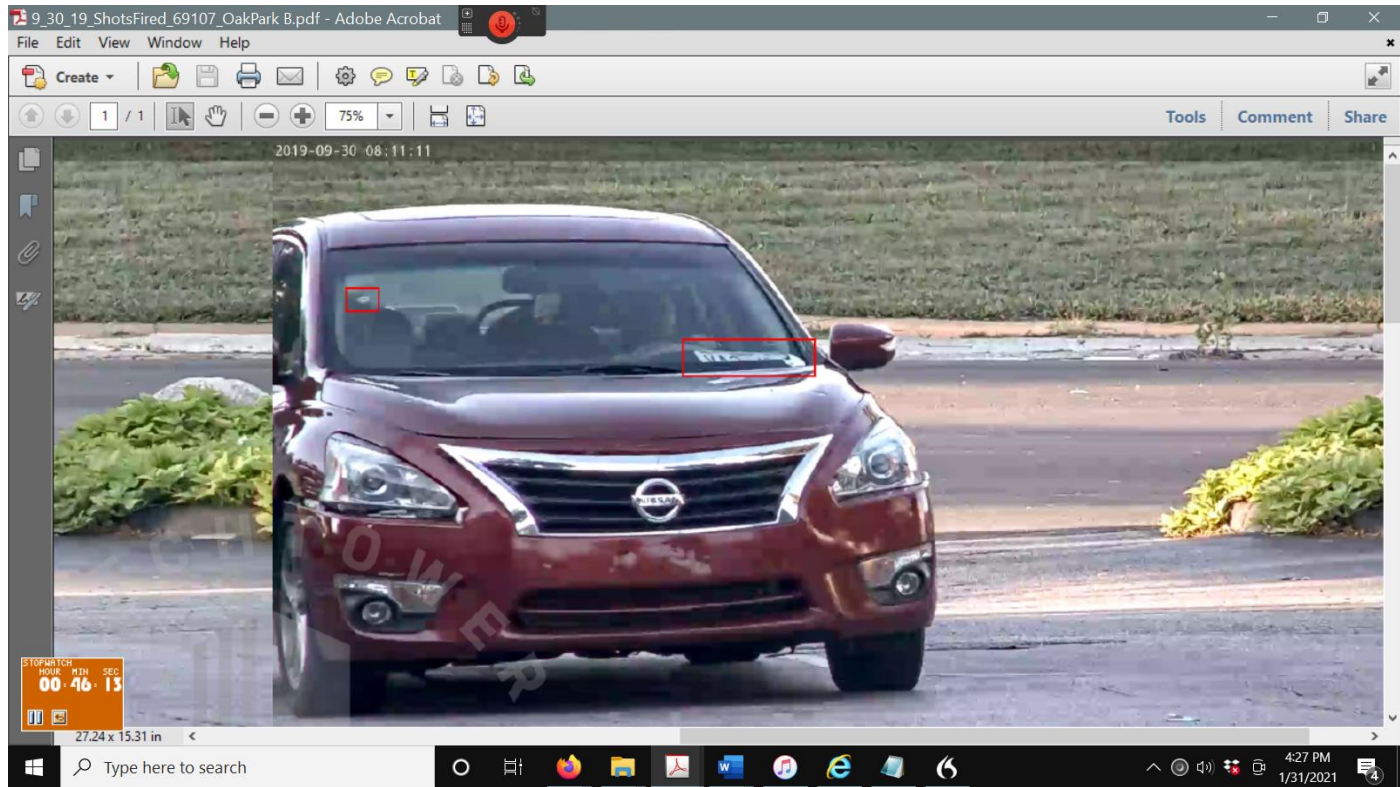 9_30_19_ShotsFired_69107_OakPark B.pdf - Adobe Acrobat
File Edit View Window Help
Create
1 / 1 75% Tools Comment Share
2019-09-30 08:11:11
NISSAN
STOPWATCH
HOUR MIN SEC
00:46:13
27.24 x 15.31 in
Type here to search
4:27 PM
1/31/2021
4